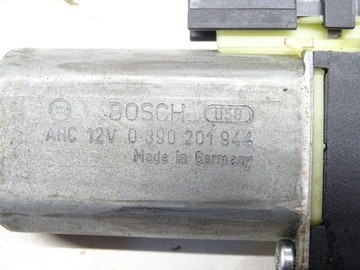 BOSCH
AHC 12V 0 390 201 944
Made in Germany